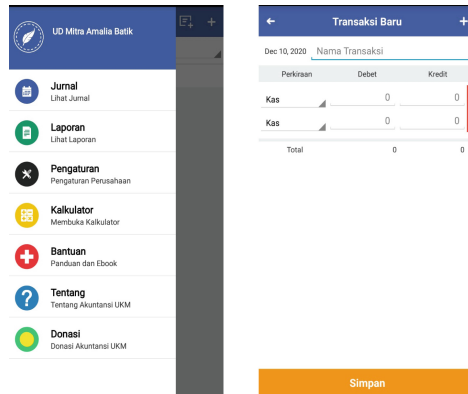 UD Mitra Amalia Batik
Jurnal
Lihat Jurnal
Laporan
Lihat Laporan
Pengaturan
Pengaturan Perusahaan
Kalkulator
Membuka Kalkulator
Bantuan
Panduan dan Ebook
Tentang
Tentang Akuntansi UKM
Donasi
Donasi Akuntansi UKM
Transaksi Baru
Dec 10, 2020 Nama Transaksi
Perkiraan Debet Kredit
Kas 0 0
Kas 0 0
Total 0 0
Simpan